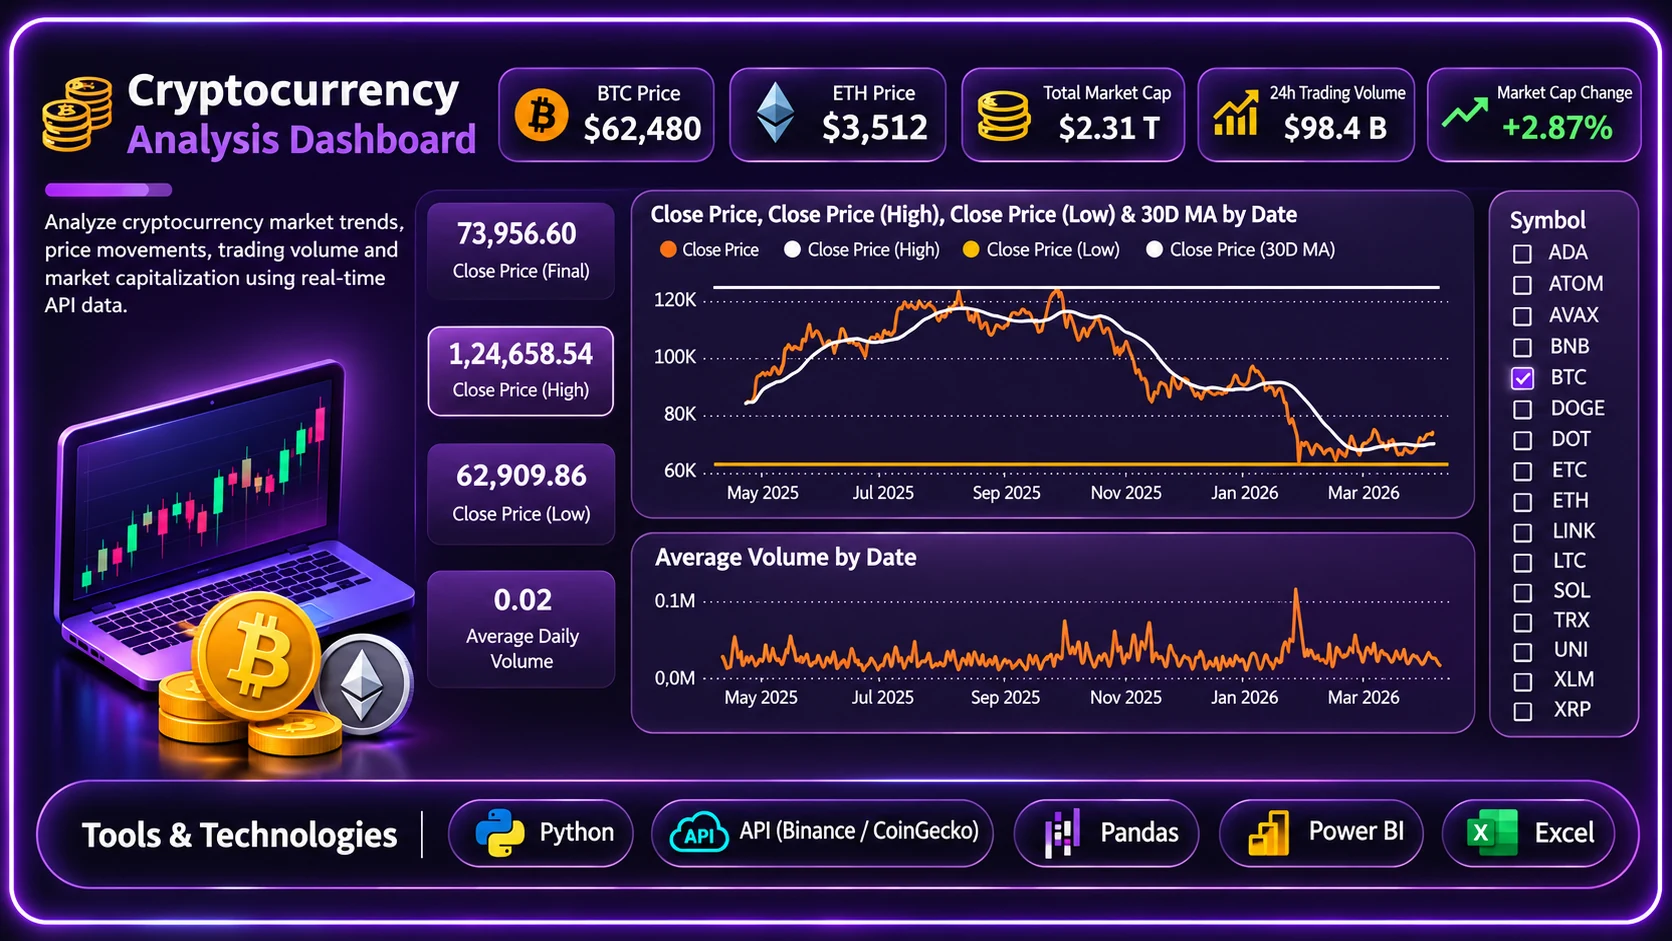 Cryptocurrency
Analysis Dashboard
BTC Price
$62,480
ETH Price
$3,512
Total Market Cap
$2.31 T
24h Trading Volume
$98.4 B
Market Cap Change
+2.87%
Analyze cryptocurrency market trends,
price movements, trading volume and
market capitalization using real-time
API data.
73,956.60
Close Price (Final)
1,24,658.54
Close Price (High)
62,909.86
Close Price (Low)
0.02
Average Daily
Volume
Close Price, Close Price (High), Close Price (Low) & 30D MA by Date
Close Price Close Price (High) Close Price (Low) Close Price (30D MA)
120K
100K
80K
60K
May 2025 Jul 2025 Sep 2025 Nov 2025 Jan 2026 Mar 2026
Average Volume by Date
0.1M
0,0M
May 2025 Jul 2025 Sep 2025 Nov 2025 Jan 2026 Mar 2026
Symbol
ADA
ATOM
AVAX
BNB
BTC
DOGE
DOT
ETC
ETH
LINK
LTC
SOL
TRX
UNI
XLM
XRP
Tools & Technologies
Python
API
API (Binance / CoinGecko)
Pandas
Power BI
X
Excel